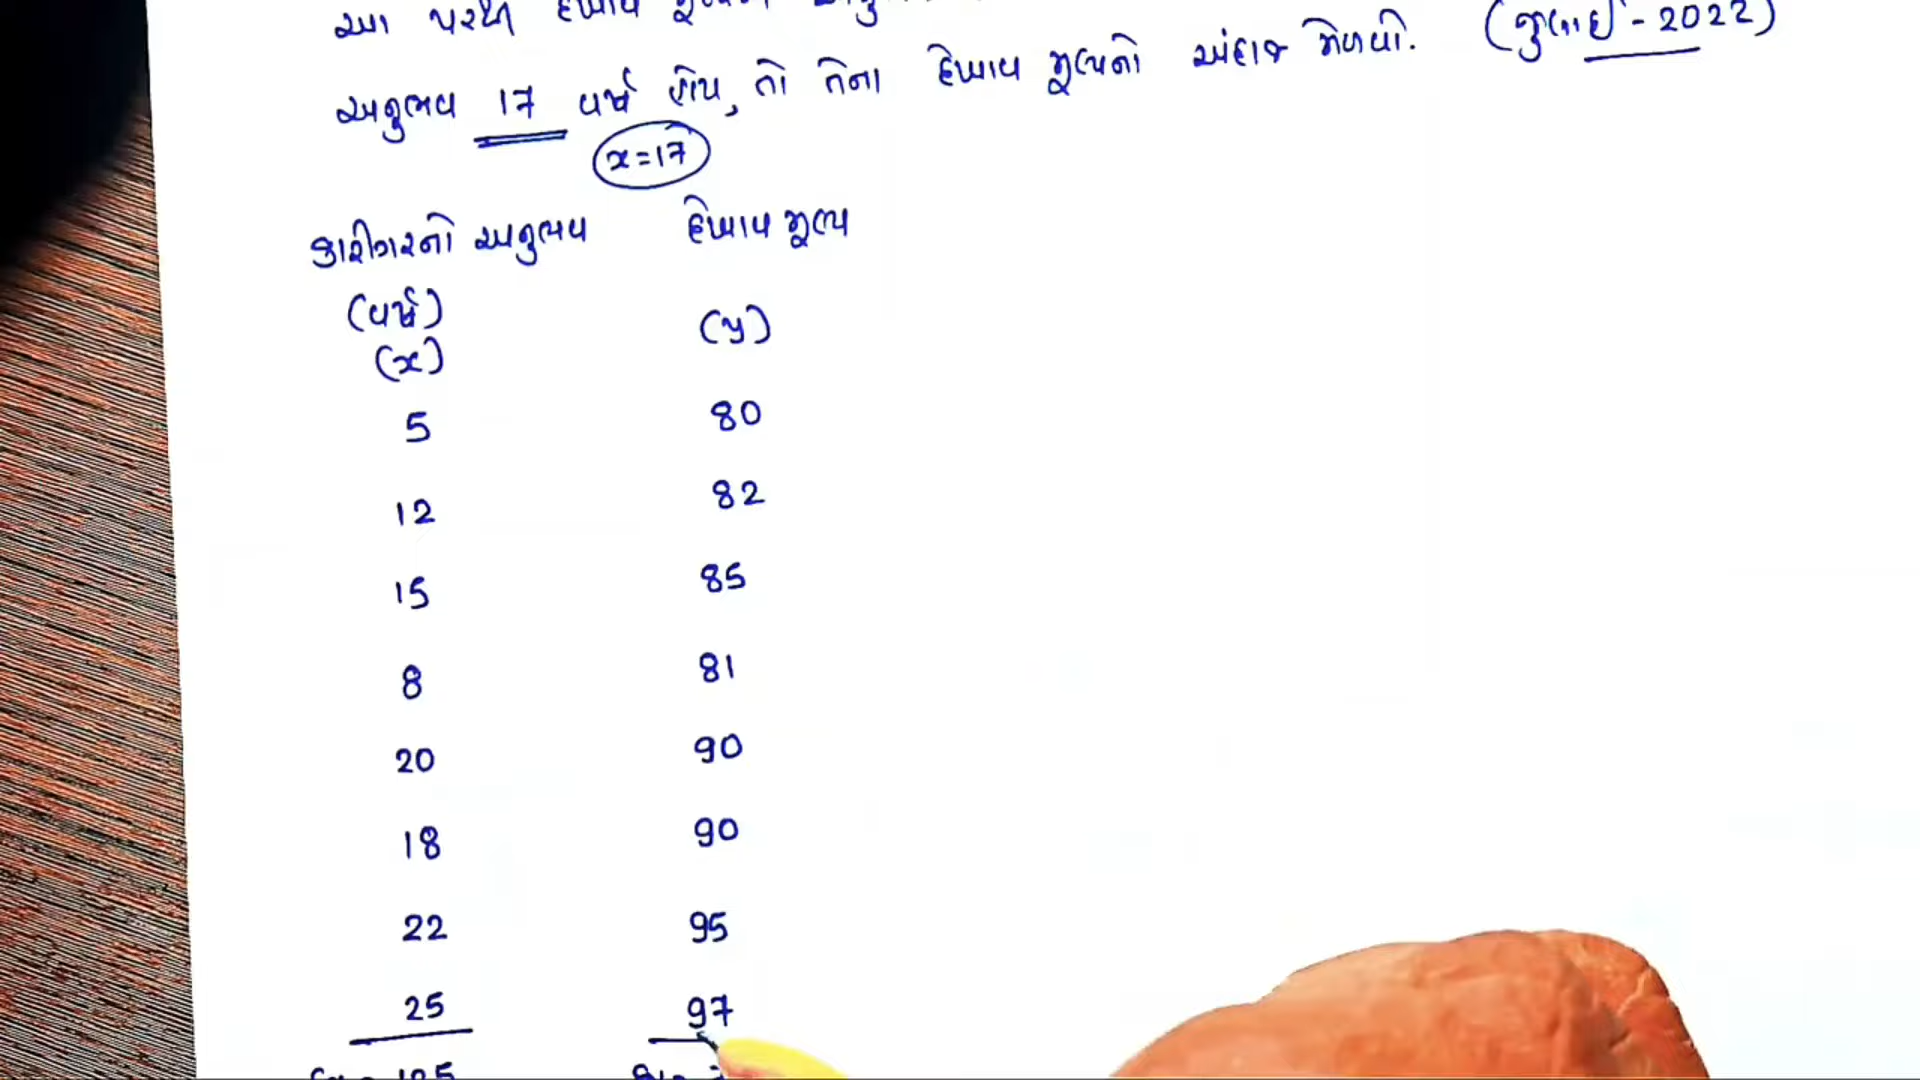 આ પરથી દેખાવ
અનુભવ 17 વર્ષ હોય, તો તેના દેખાવ મૂલ્યનો અંદાજ મેળવો. (જુલાઈ - 2022)
x=17
કારીગરનો અનુભવ દેખાવ મૂલ્ય
(વર્ષ)
(x) (y)
5 80
12 82
15 85
8 81
20 90
18 90
22 95
25 97